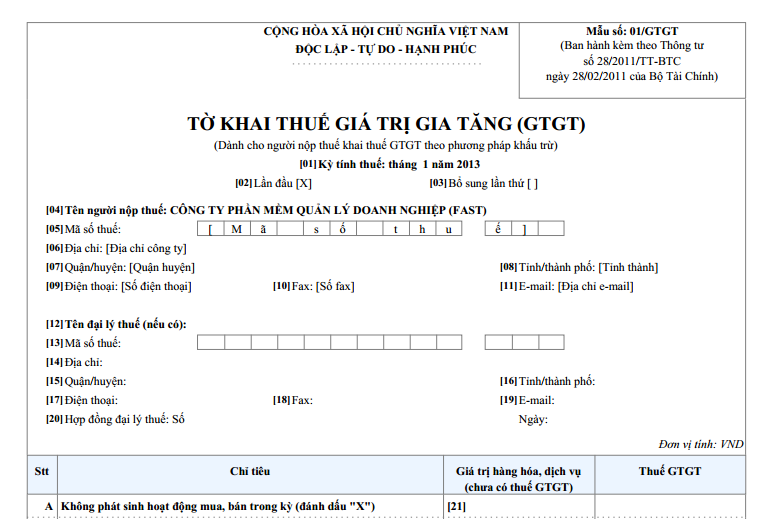 CỘNG HÒA XÃ HỘI CHỦ NGHĨA VIỆT NAM
ĐỘC LẬP - TỰ DO - HẠNH PHÚC
Mẫu số: 01/GTGT
(Ban hành kèm theo Thông tư
số 28/2011/TT-BTC
ngày 28/02/2011 của Bộ Tài Chính)
TỜ KHAI THUẾ GIÁ TRỊ GIA TĂNG (GTGT)
(Dành cho người nộp thuế khai thuế GTGT theo phương pháp khấu trừ)
[01] Kỳ tính thuế: tháng 1 năm 2013
[02] Lần đầu [X] [03] Bổ sung lần thứ [ ]
[04] Tên người nộp thuế: CÔNG TY PHẦN MỀM QUẢN LÝ DOANH NGHIỆP (FAST)
[05] Mã số thuế: [ M ã s ố t h u ế ]
[06] Địa chỉ: [Địa chỉ công ty]
[07] Quận/huyện: [Quận huyện] [08] Tỉnh/thành phố: [Tỉnh thành]
[09] Điện thoại: [Số điện thoại] [10] Fax: [Số fax] [11] E-mail: [Địa chỉ e-mail]
[12] Tên đại lý thuế (nếu có):
[13] Mã số thuế:
[14] Địa chỉ:
[15] Quận/huyện: [16] Tỉnh/thành phố:
[17] Điện thoại: [18] Fax: [19] E-mail:
[20] Hợp đồng đại lý thuế: Số Ngày:
Đơn vị tính: VND
Stt Chỉ tiêu Giá trị hàng hóa, dịch vụ (chưa có thuế GTGT) Thuế GTGT
A Không phát sinh hoạt động mua, bán trong kỳ (đánh dấu "X") [21]